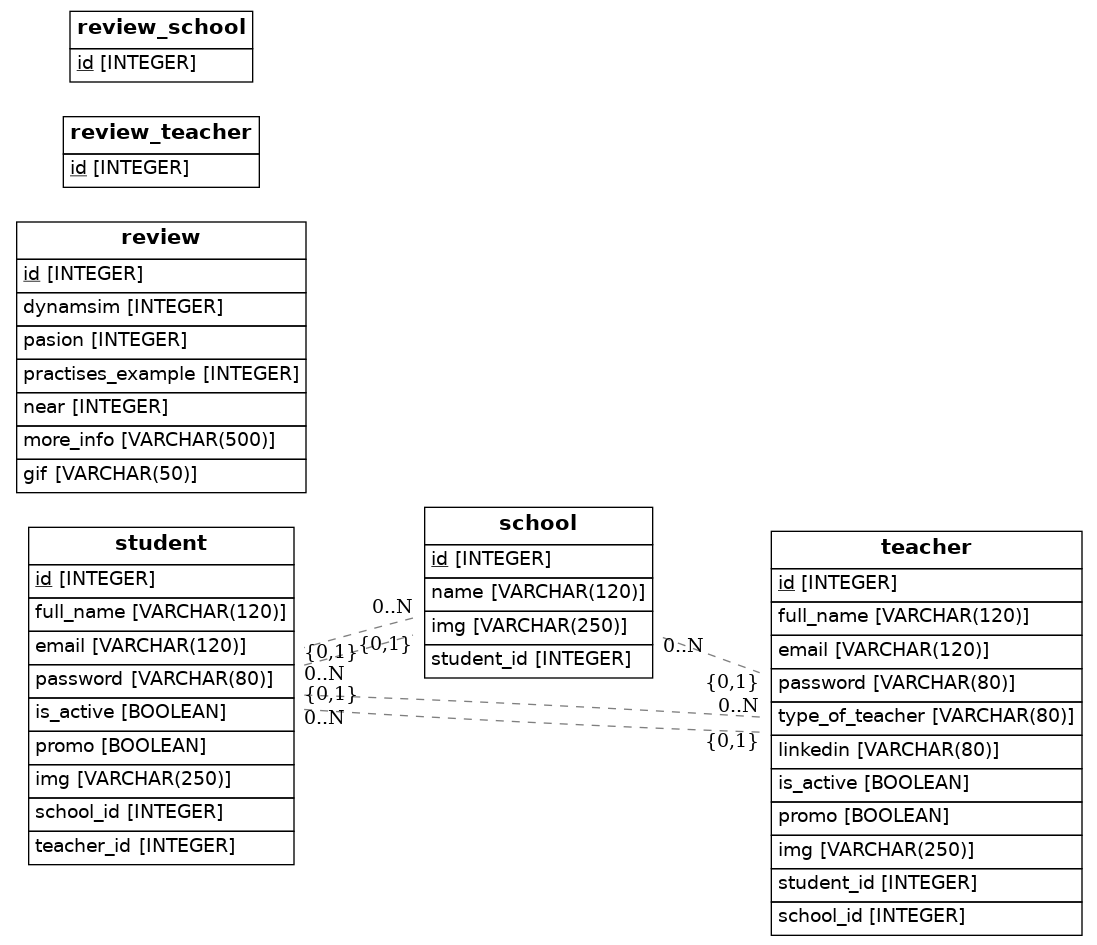 review_school
id [INTEGER]
review_teacher
id [INTEGER]
review
id [INTEGER]
dynamsim [INTEGER]
pasion [INTEGER]
practises_example [INTEGER]
near [INTEGER]
more_info [VARCHAR(500)]
gif [VARCHAR(50)]
student
id [INTEGER]
full_name [VARCHAR(120)]
email [VARCHAR(120)]
password [VARCHAR(80)]
is_active [BOOLEAN]
promo [BOOLEAN]
img [VARCHAR(250)]
school_id [INTEGER]
teacher_id [INTEGER]
0..N
{0,1}
{0,1}
0..N
{0,1}
0..N
school
id [INTEGER]
name [VARCHAR(120)]
img [VARCHAR(250)]
student_id [INTEGER]
0..N
{0,1}
0..N
{0,1}
teacher
id [INTEGER]
full_name [VARCHAR(120)]
email [VARCHAR(120)]
password [VARCHAR(80)]
type_of_teacher [VARCHAR(80)]
linkedin [VARCHAR(80)]
is_active [BOOLEAN]
promo [BOOLEAN]
img [VARCHAR(250)]
student_id [INTEGER]
school_id [INTEGER]